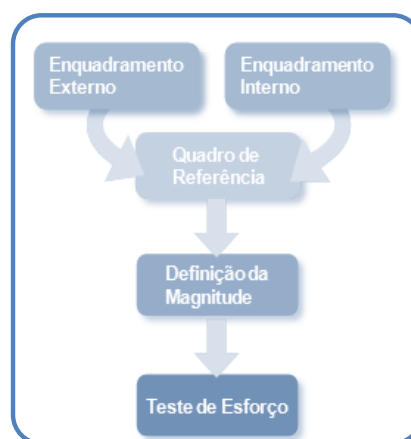 Enquadramento
Externo
Enquadramento
Interno
Quadro de
Referência
Definição da
Magnitude
Teste de Esforço